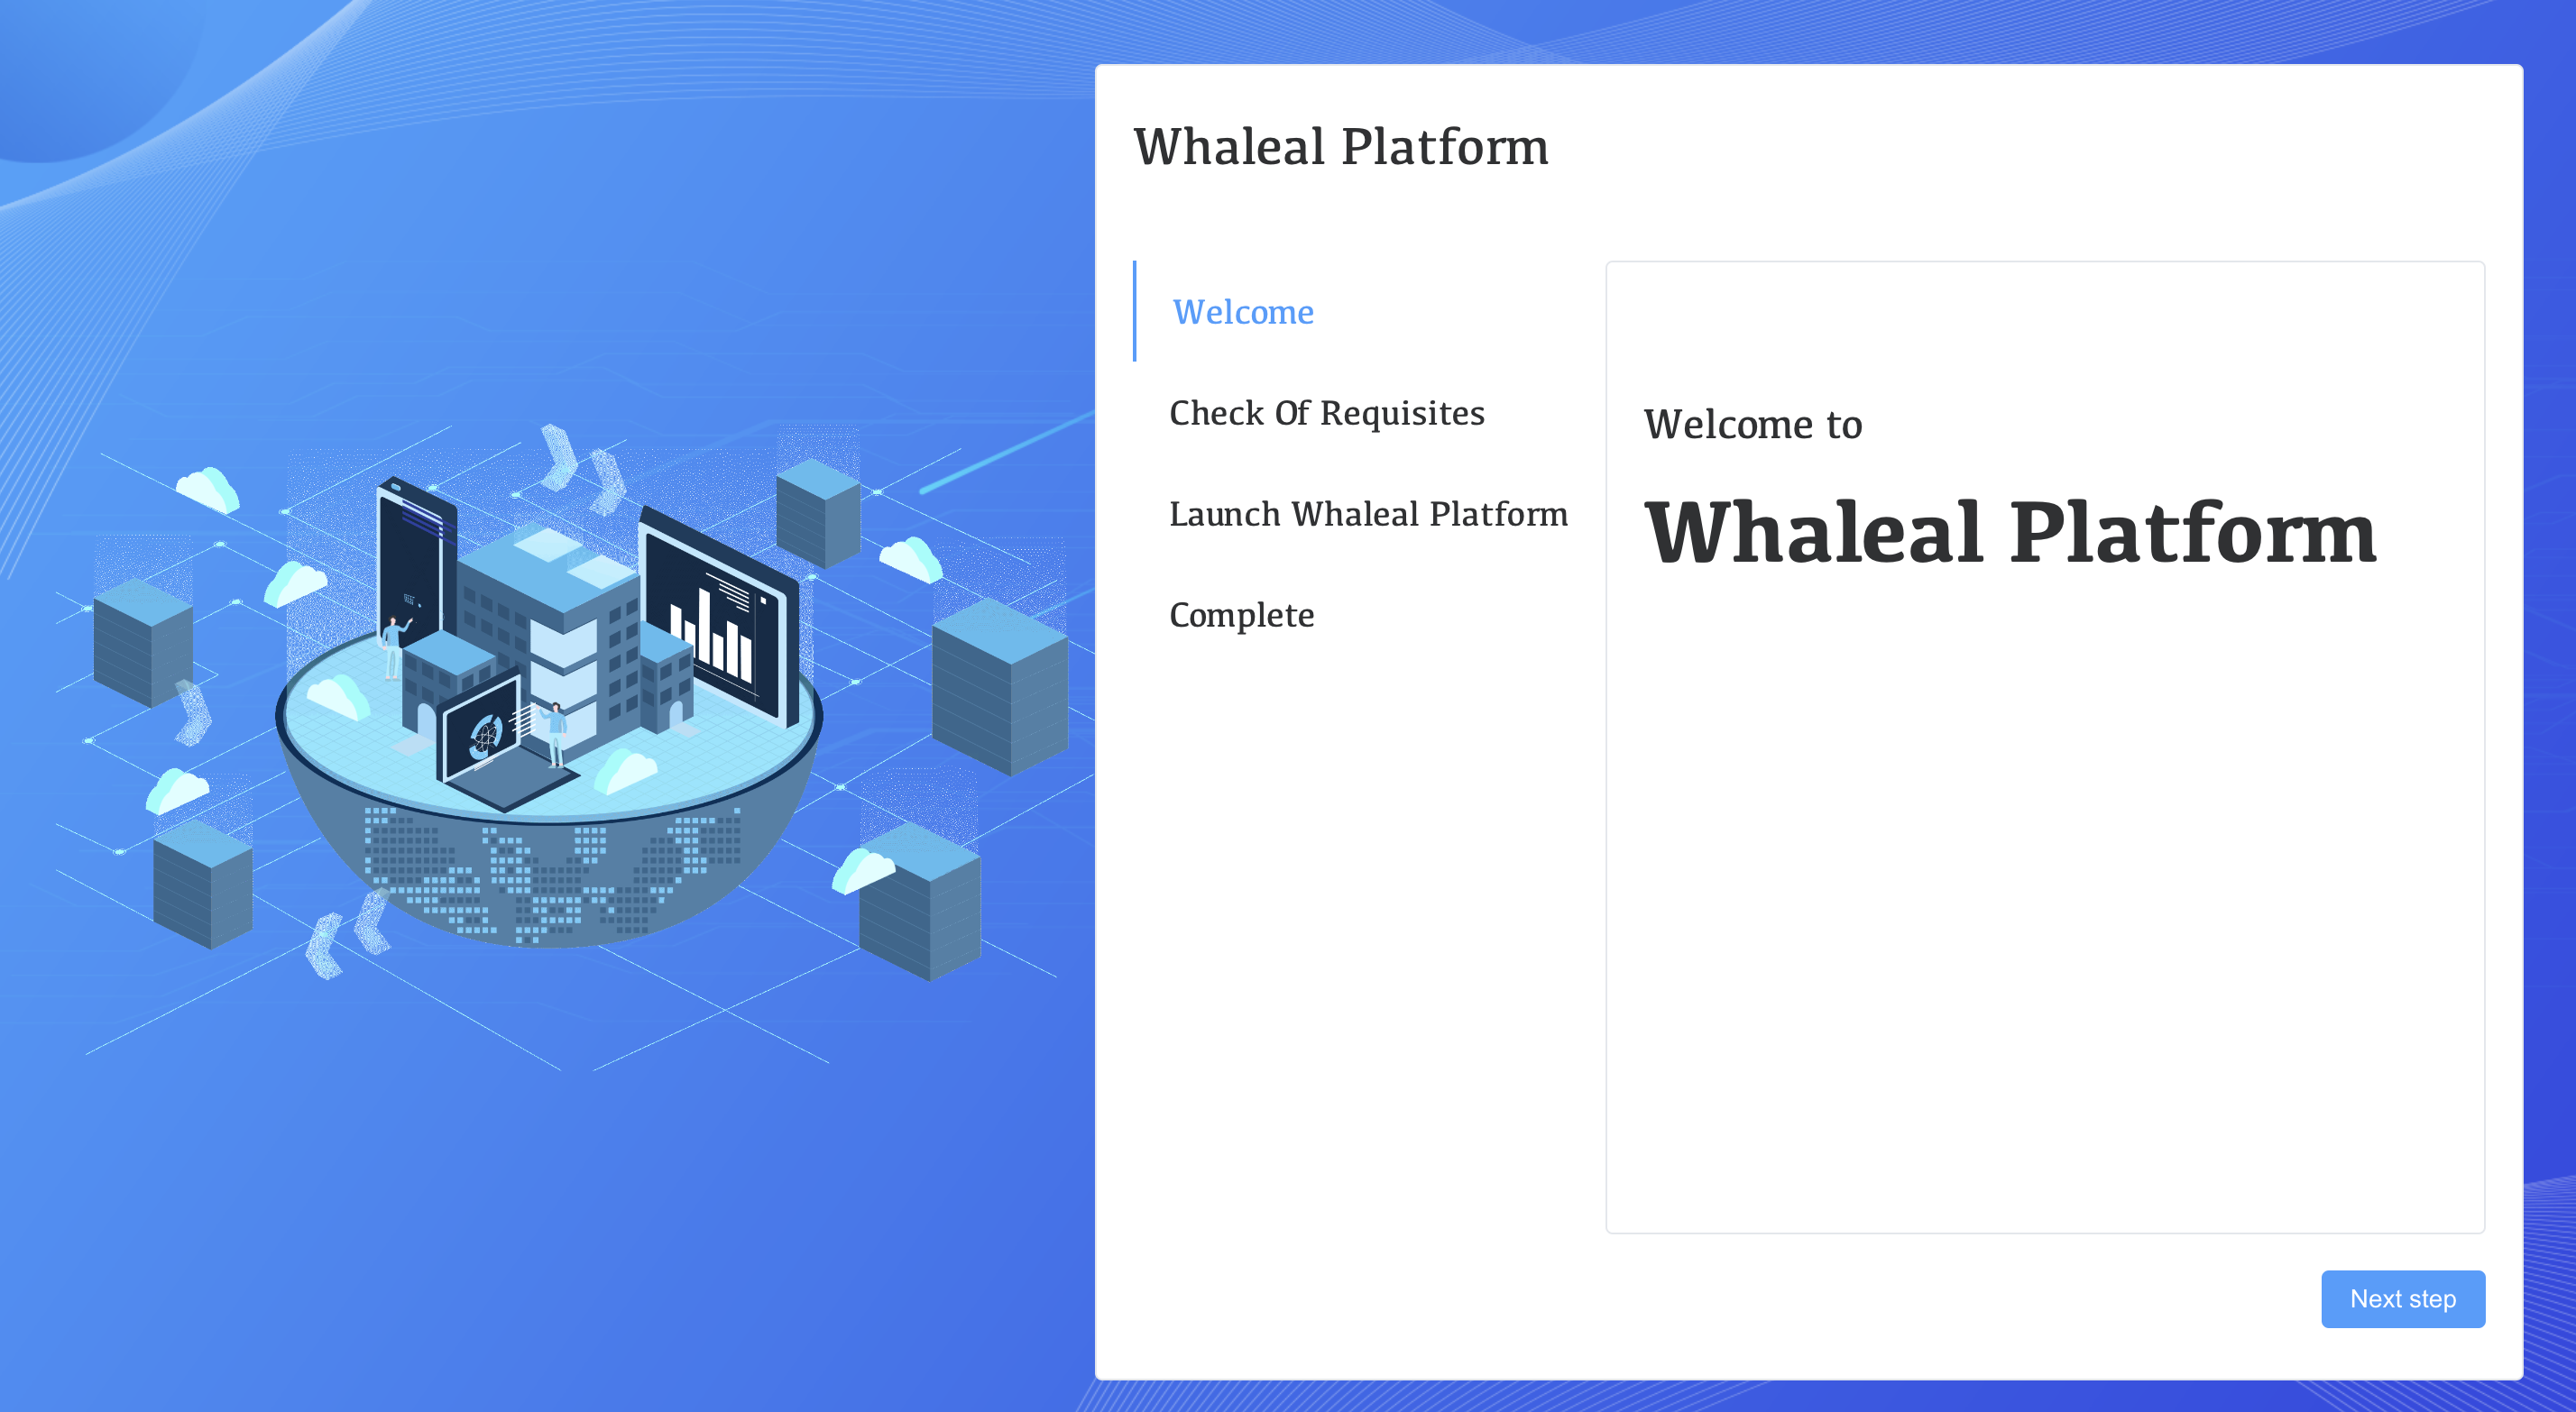 Whaleal Platform
Welcome
Check Of Requisites
Launch Whaleal Platform
Complete
Welcome to
Whaleal Platform
Next step